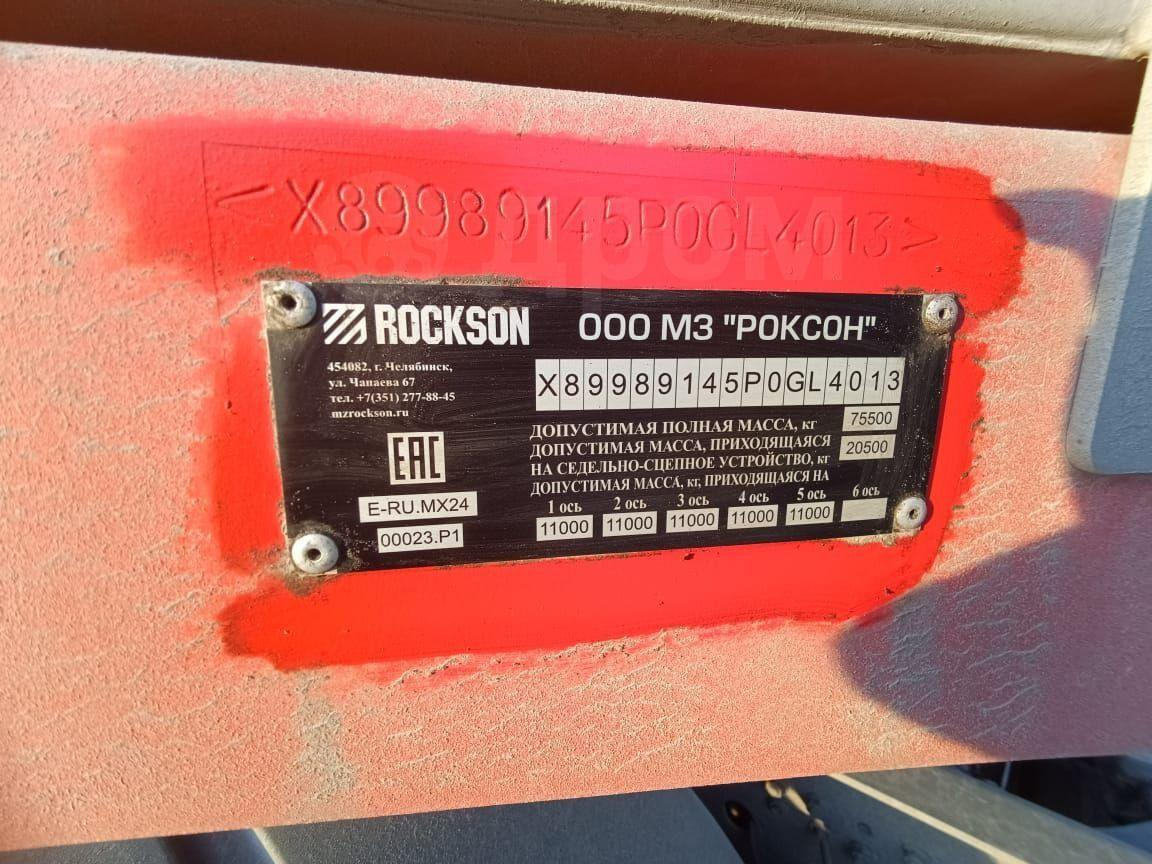 <X89989145P0GL4013>
дром
ROCKSON
ООО МЗ "РОКСОН"
454082, г. Челябинск,
ул. Чапаева 67
тел. +7(351) 277-88-45
mzrockson.ru
X89989145P0GL4013
ДОПУСТИМАЯ ПОЛНАЯ МАССА, кг 75500
ДОПУСТИМАЯ МАССА, ПРИХОДЯЩАЯСЯ
НА СЕДЕЛЬНО-СЦЕПНОЕ УСТРОЙСТВО, кг 20500
ДОПУСТИМАЯ МАССА, кг, ПРИХОДЯЩАЯСЯ НА
1 ось 2 ось 3 ось 4 ось 5 ось 6 ось
11000 11000 11000 11000 11000
EAC
E-RU.MX24
00023.P1